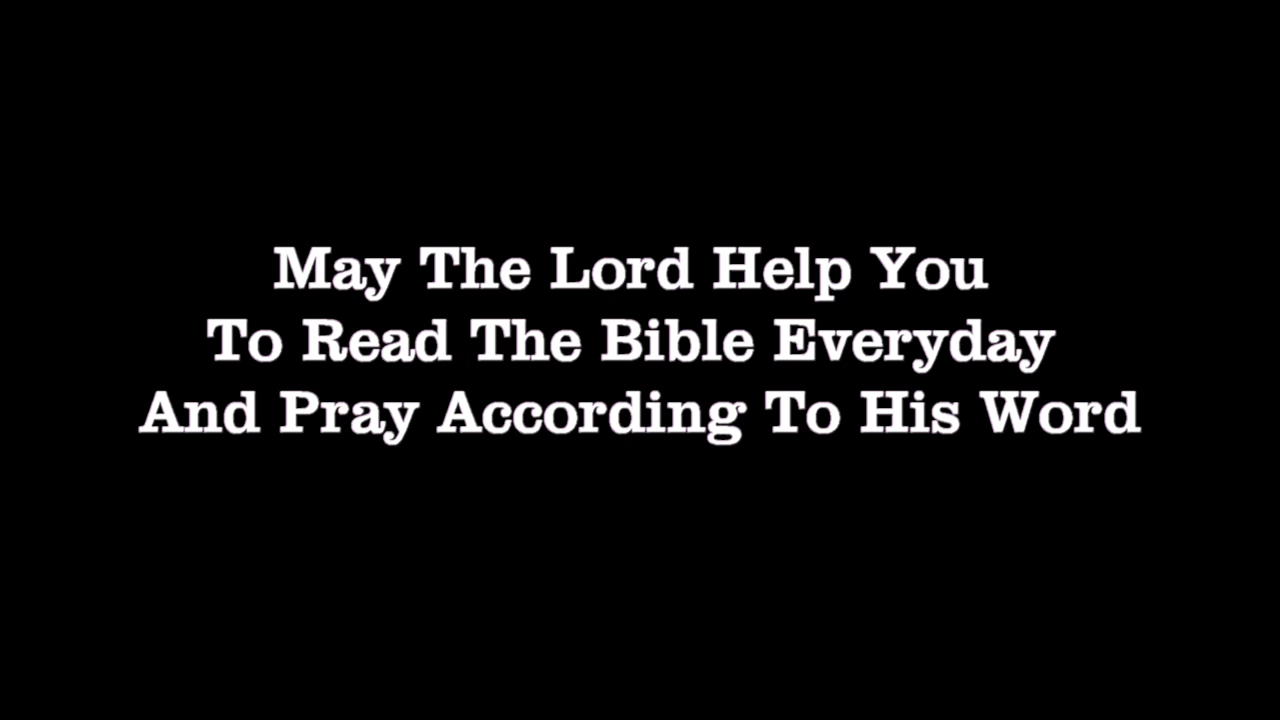 May The Lord Help You
To Read The Bible Everyday
And Pray According To His Word